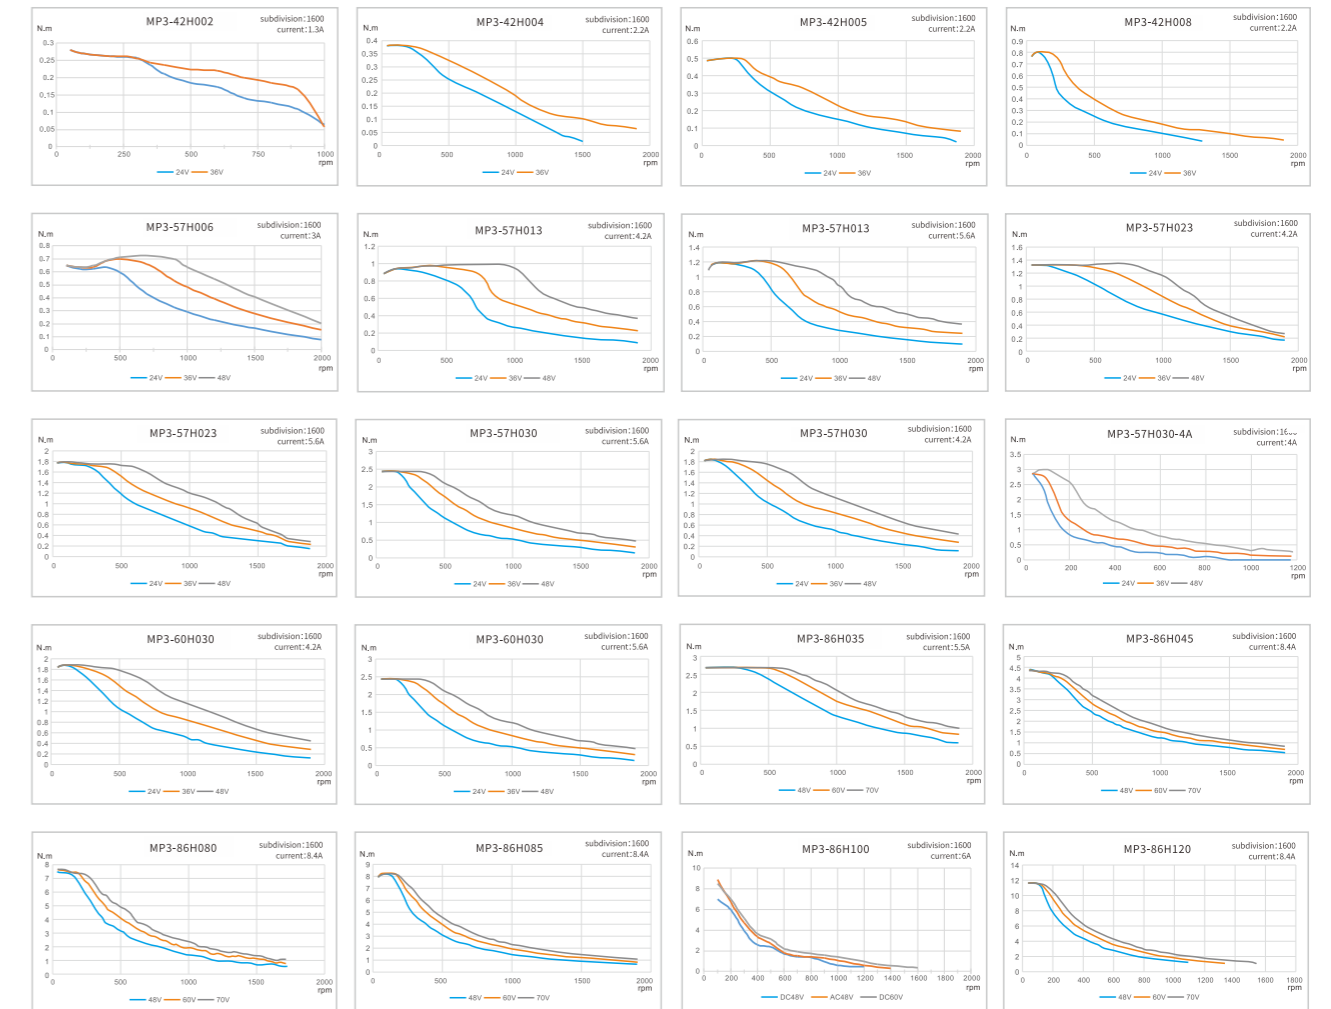 MP3-42H002
subdivision:1600
current:1.3A
N.m
0.3
0.25
0.2
0.15
0.1
0.05
0
0 250 500 750 1000
rpm
24V 36V
MP3-42H004
subdivision:1600
current:2.2A
N.m
0.4
0.35
0.3
0.25
0.2
0.15
0.1
0.05
0
0 500 1000 1500 2000
rpm
24V 36V
MP3-42H005
subdivision:1600
current:2.2A
N.m
0.6
0.5
0.4
0.3
0.2
0.1
0
0 500 1000 1500 2000
rpm
24V 36V
MP3-42H008
subdivision:1600
current:2.2A
N.m
0.9
0.8
0.7
0.6
0.5
0.4
0.3
0.2
0.1
0
0 500 1000 1500 2000
rpm
24V 36V
MP3-57H006
subdivision:1600
current:3A
N.m
0.8
0.7
0.6
0.5
0.4
0.3
0.2
0.1
0
0 500 1000 1500 2000
rpm
24V 36V 48V
MP3-57H013
subdivision:1600
current:4.2A
N.m
1.2
1
0.8
0.6
0.4
0.2
0
0 500 1000 1500 2000
rpm
24V 36V 48V
MP3-57H013
subdivision:1600
current:5.6A
N.m
1.4
1.2
1
0.8
0.6
0.4
0.2
0
0 500 1000 1500 2000
rpm
24V 36V 48V
MP3-57H023
subdivision:1600
current:4.2A
N.m
1.6
1.4
1.2
1
0.8
0.6
0.4
0.2
0
0 500 1000 1500 2000
rpm
24V 36V 48V
MP3-57H023
subdivision:1600
current:5.6A
N.m
2
1.8
1.6
1.4
1.2
1
0.8
0.6
0.4
0.2
0
0 500 1000 1500 2000
rpm
24V 36V 48V
MP3-57H030
subdivision:1600
current:5.6A
N.m
3
2.5
2
1.5
1
0.5
0
0 500 1000 1500 2000
rpm
24V 36V 48V
MP3-57H030
subdivision:1600
current:4.2A
N.m
2
1.8
1.6
1.4
1.2
1
0.8
0.6
0.4
0.2
0
0 500 1000 1500 2000
rpm
24V 36V 48V
MP3-57H030-4A
current:4A
N.m
3.5
3
2.5
2
1.5
1
0.5
0
0 200 400 600 800 1000 1200
rpm
24V 36V 48V
MP3-60H030
subdivision:1600
current:4.2A
N.m
2
1.8
1.6
1.4
1.2
1
0.8
0.6
0.4
0.2
0
0 500 1000 1500 2000
rpm
24V 36V 48V
MP3-60H030
subdivision:1600
current:5.6A
N.m
3
2.5
2
1.5
1
0.5
0
0 500 1000 1500 2000
rpm
24V 36V 48V
MP3-86H035
subdivision:1600
current:5.5A
N.m
3
2.5
2
1.5
1
0.5
0
0 500 1000 1500 2000
rpm
48V 60V 70V
MP3-86H045
subdivision:1600
current:8.4A
N.m
5
4.5
4
3.5
3
2.5
2
1.5
1
0.5
0
0 500 1000 1500 2000
rpm
48V 60V 70V
MP3-86H080
subdivision:1600
current:8.4A
N.m
8
7
6
5
4
3
2
1
0
0 500 1000 1500 2000
rpm
48V 60V 70V
MP3-86H085
subdivision:1600
current:8.4A
N.m
9
8
7
6
5
4
3
2
1
0
500 1000 1500 2000
rpm
48V 60V 70V
MP3-86H100
subdivision:1600
current:6A
N.m
10
8
6
4
2
0
0 200 400 600 800 1000 1200 1400 1600 1800 2000
rpm
DC48V AC48V DC60V
MP3-86H120
subdivision:1600
current:8.4A
N.m
14
12
10
8
6
4
2
0
0 200 400 600 800 1000 1200 1400 1600 1800
rpm
48V 60V 70V